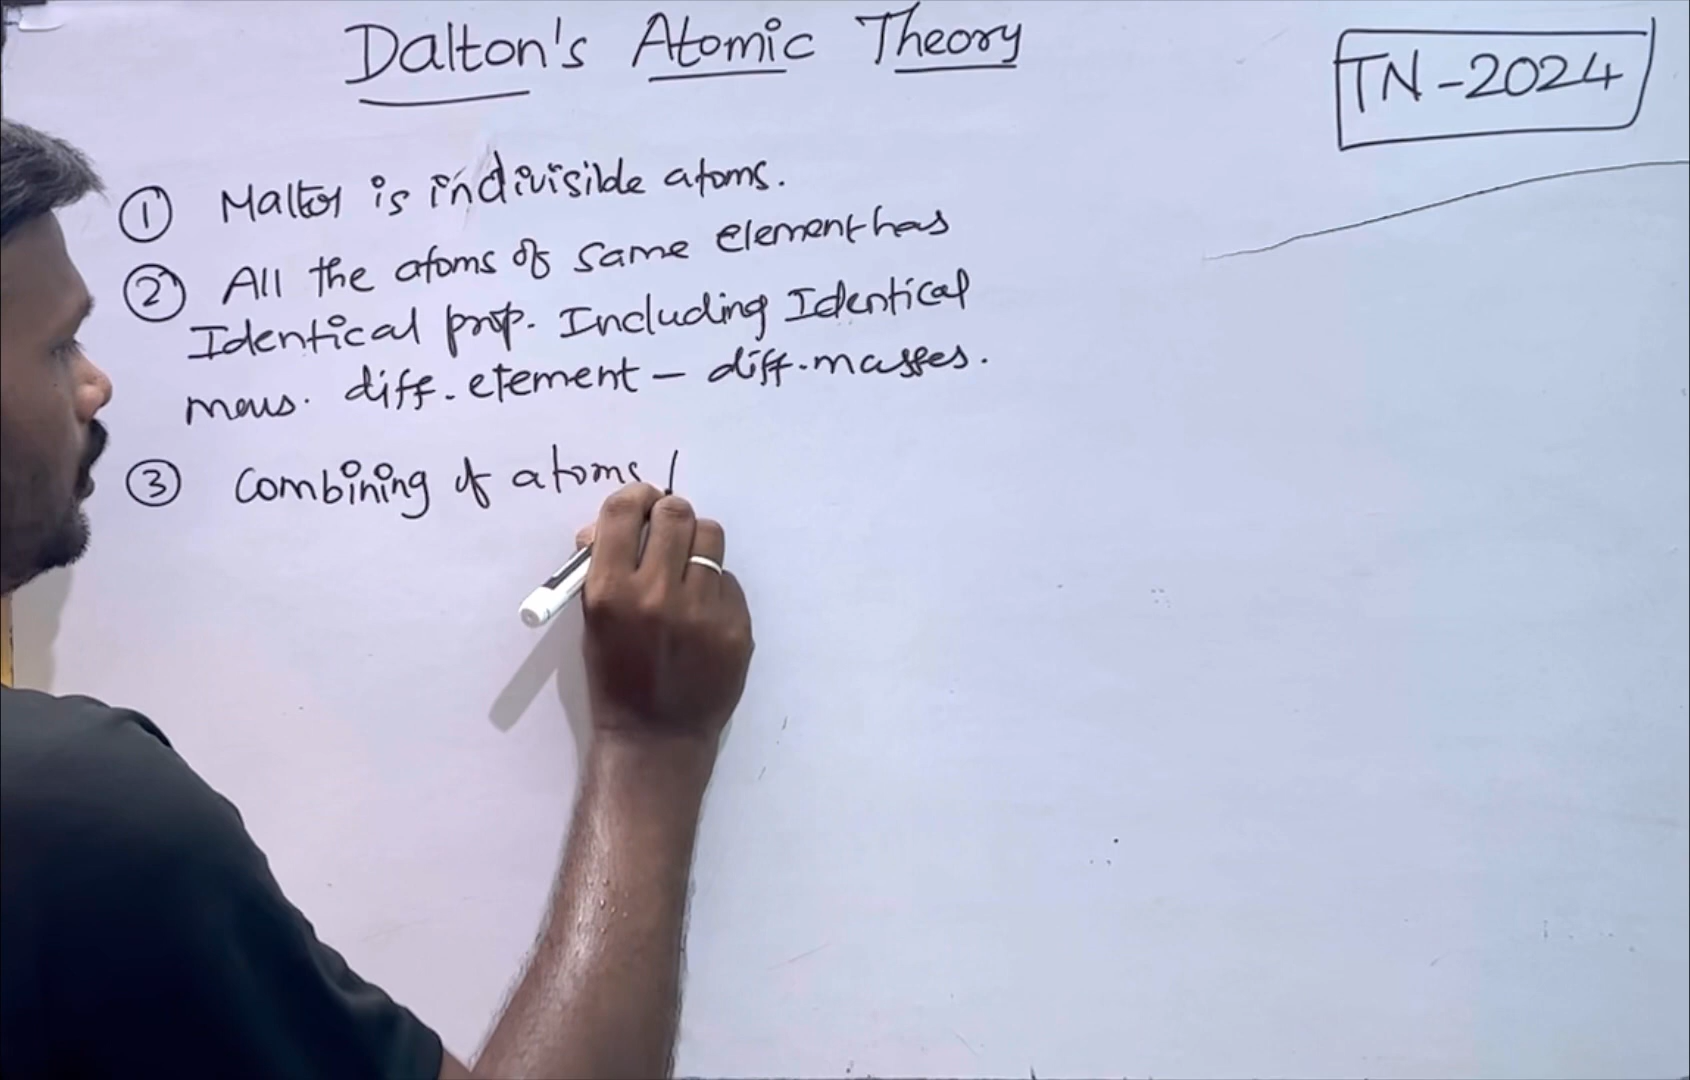 Dalton's Atomic Theory
TN-2024
① Matter is indivisible atoms.
② All the atoms of same element has
Identical prop. Including Identical
mass. diff. element – diff. masses.
③ Combining of atoms